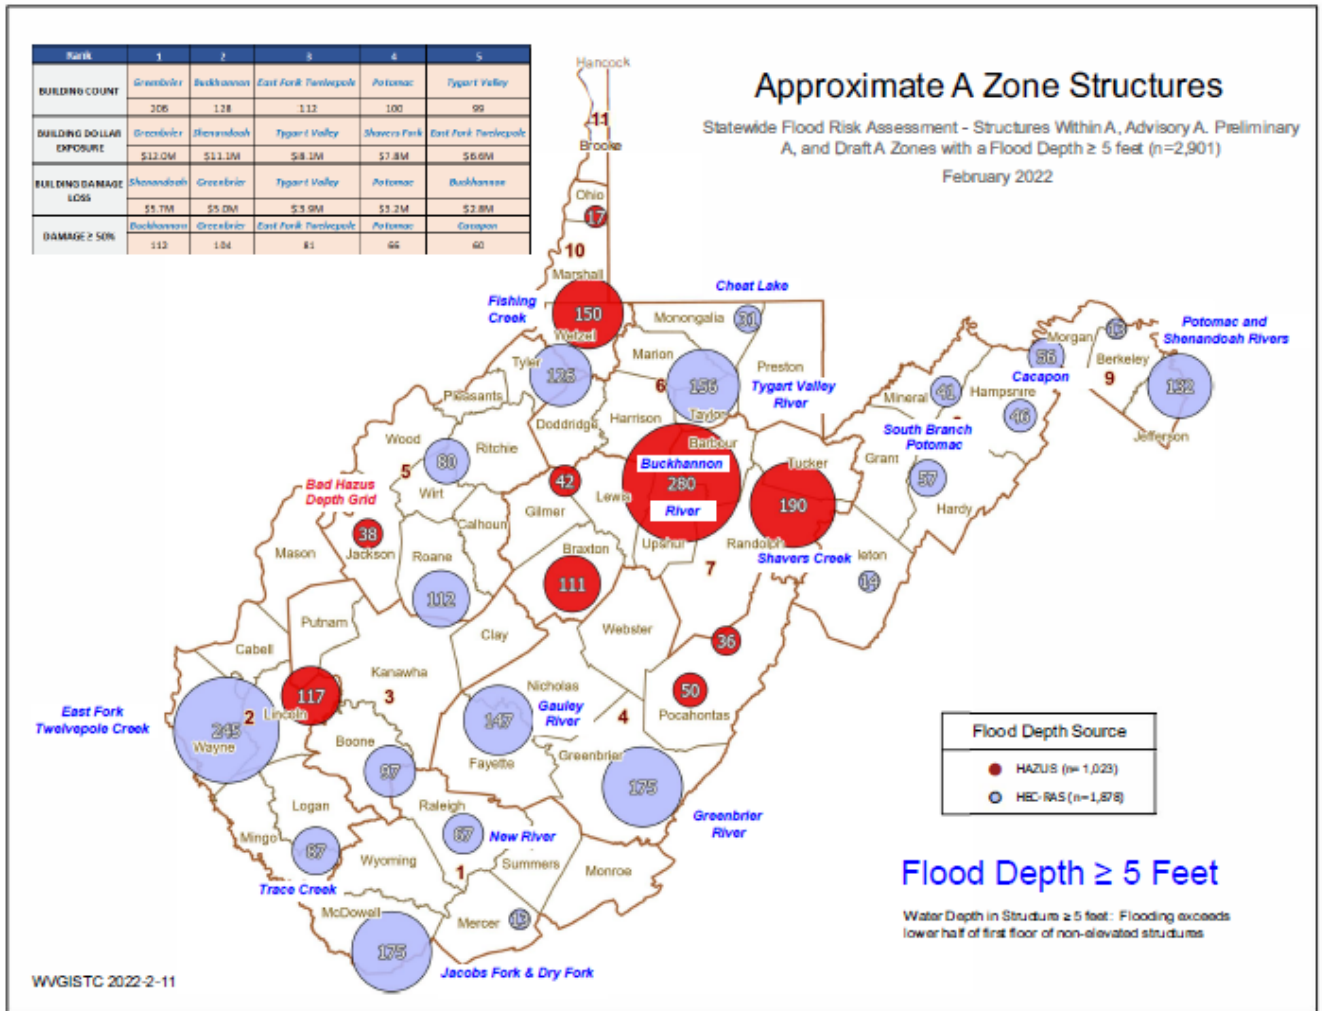 Rank 1 2 3 4 5
BUILDING COUNT Greenbrier Buckhannon East Fork Twelvepole Potomac Tygart Valley
206 128 112 100 99
BUILDING DOLLAR EXPOSURE Greenbrier Shenandoah Tygart Valley Shavers Fork East Fork Twelvepole
$12.0M $11.1M $8.1M $7.8M $6.6M
BUILDING DAMAGE LOSS Shenandoah Greenbrier Tygart Valley Potomac Buckhannon
$5.7M $5.0M $3.9M $3.2M $2.8M
DAMAGE ≥ 50% Buckhannon Greenbrier East Fork Twelvepole Potomac Cacapon
112 104 81 66 60
Approximate A Zone Structures
Statewide Flood Risk Assessment - Structures Within A, Advisory A. Preliminary
A, and Draft A Zones with a Flood Depth ≥ 5 feet (n=2,901)
February 2022
Hancock
11
Brooke
Ohio
17
10
Marshall
Fishing
Creek
150
Wetzel
Cheat Lake
Monongalia
31
Marion
Tyler
6
156
Preston
Tygart Valley
River
Taylor
Pleasants
Doddridge
Harrison
Barbour
Wood
Ritchie
80
5
Wirt
Bad Hazus
Depth Grid
38
Jackson
Mason
Roane
112
Calhoun
42
Gilmer
Lewis
Buckhannon
280
River
Upshur
Tucker
190
Randolph
Shavers Creek
leton
14
7
Braxton
111
Morgan
13
Berkeley
9
56
Cacapon
Potomac and
Shenandoah Rivers
132
Jefferson
Mineral
41
Hampshire
46
South Branch
Potomac
Grant
57
Hardy
Putnam
Cabell
Clay
Webster
36
50
Pocahontas
Kanawha
3
Nicholas
147
Gauley
River
4
Fayette
Greenbrier
175
Greenbrier
River
117
Lincoln
2
245
Wayne
East Fork
Twelvepole Creek
Boone
97
Logan
Mingo
87
Trace Creek
Raleigh
67
New River
Wyoming
1
Summers
Monroe
Mercer
13
McDowell
175
Jacobs Fork & Dry Fork
Flood Depth Source
HAZUS (n= 1,023)
HEC-RAS (n=1,878)
Flood Depth ≥ 5 Feet
Water Depth in Structure ≥ 5 feet: Flooding exceeds
lower half of first floor of non-elevated structures
WVGISTC 2022-2-11